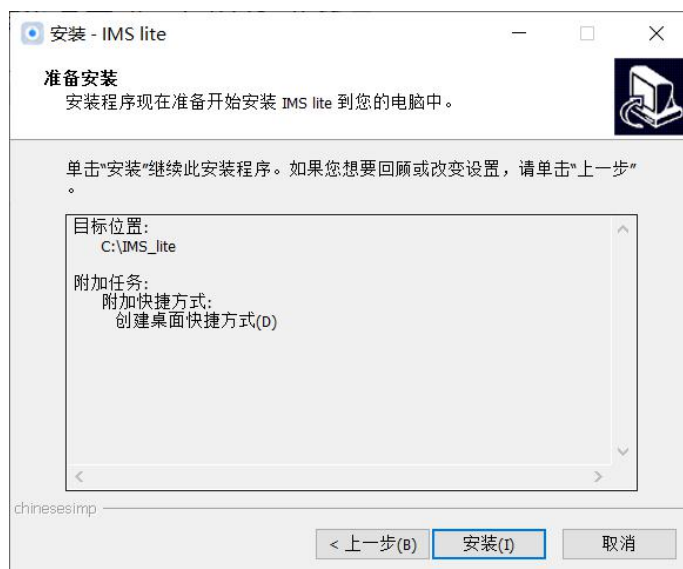 安装 - IMS lite
准备安装
安装程序现在准备开始安装 IMS lite 到您的电脑中。
单击“安装”继续此安装程序。如果您想要回顾或改变设置，请单击“上一步”
。
目标位置:
C:\IMS_lite
附加任务:
附加快捷方式:
创建桌面快捷方式(D)
chinesesimp
< 上一步(B)
安装(I)
取消